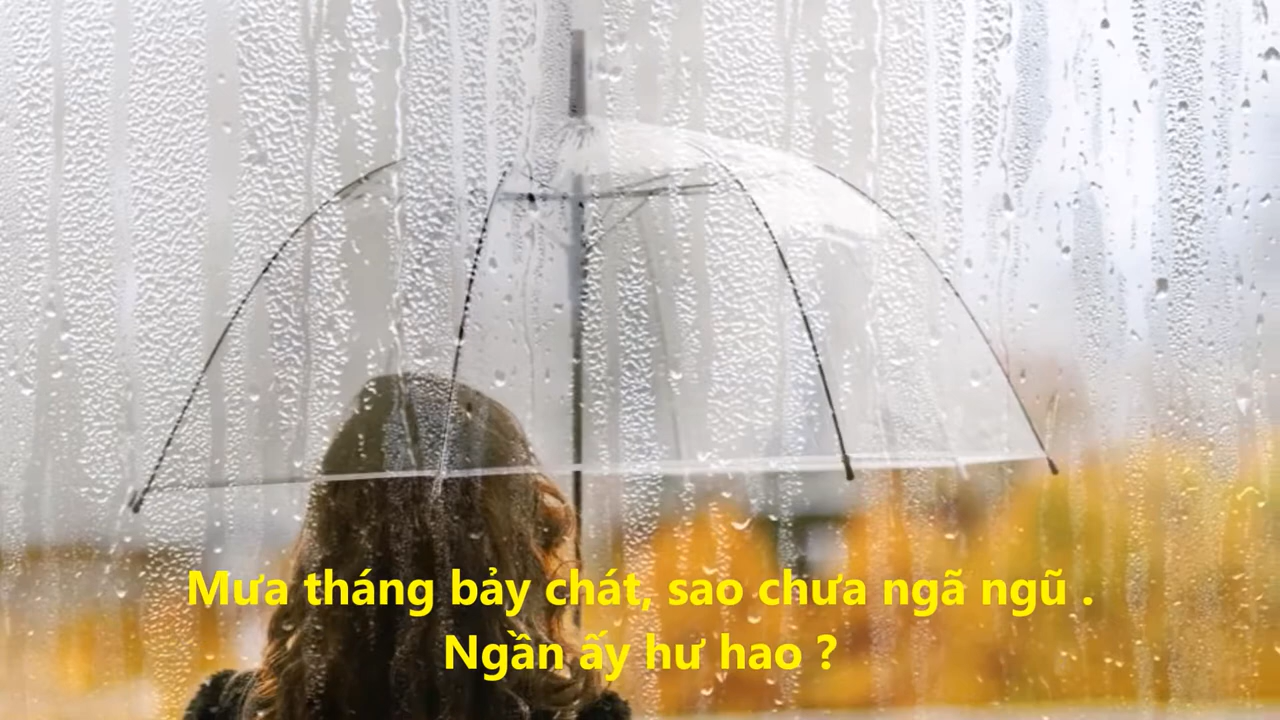 Mưa tháng bảy chát, sao chưa ngã ngũ .
Ngần ấy hư hao ?